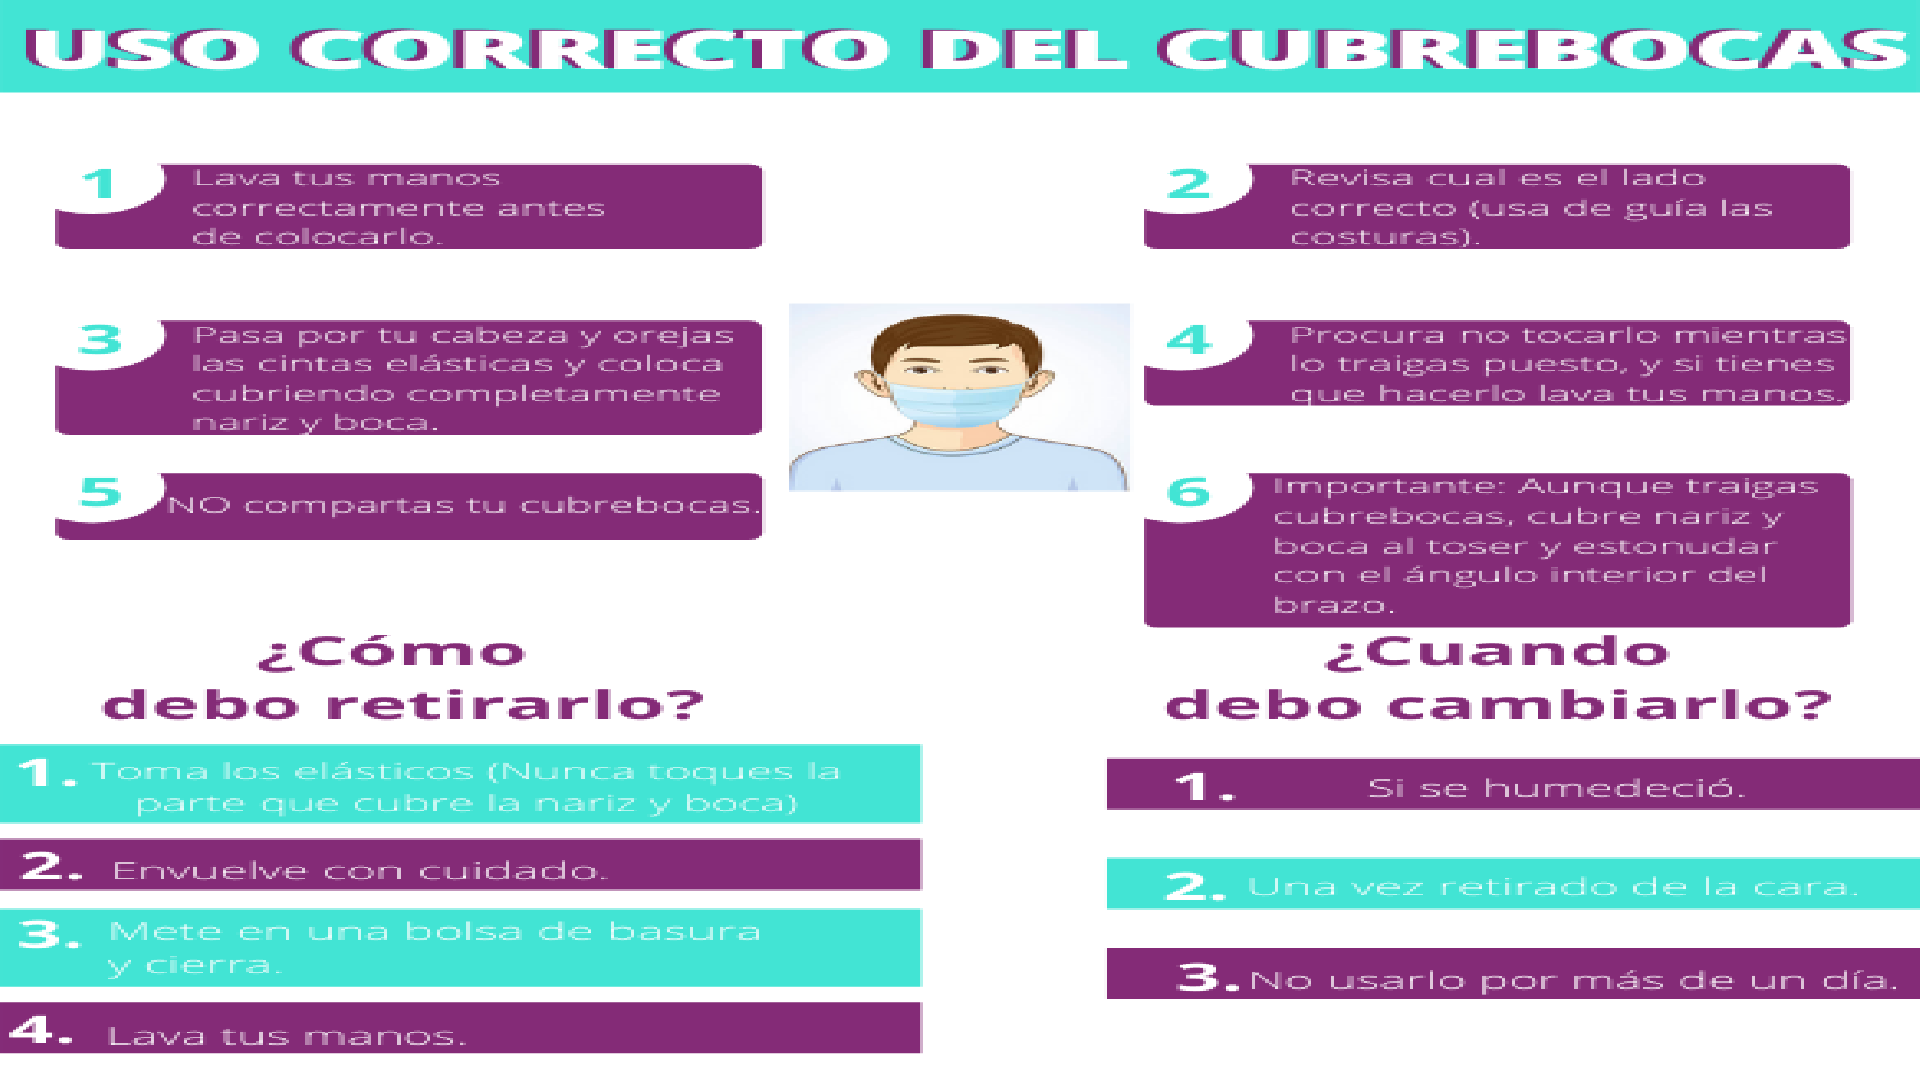 USO CORRECTO DEL CUBREBOCAS
1
Lava tus manos
correctamente antes
de colocarlo.
2
Revisa cual es el lado
correcto (usa de guía las
costuras).
3
Pasa por tu cabeza y orejas
las cintas elásticas y coloca
cubriendo completamente
nariz y boca.
4
Procura no tocarlo mientras
lo traigas puesto, y si tienes
que hacerlo lava tus manos.
5
NO compartas tu cubrebocas.
6
Importante: Aunque traigas
cubrebocas, cubre nariz y
boca al toser y estonudar
con el ángulo interior del
brazo.
¿Cómo
debo retirarlo?
1. Toma los elásticos (Nunca toques la
parte que cubre la nariz y boca)
2. Envuelve con cuidado.
3. Mete en una bolsa de basura
y cierra.
4. Lava tus manos.
¿Cuando
debo cambiarlo?
1. Si se humedeció.
2. Una vez retirado de la cara.
3. No usarlo por más de un día.